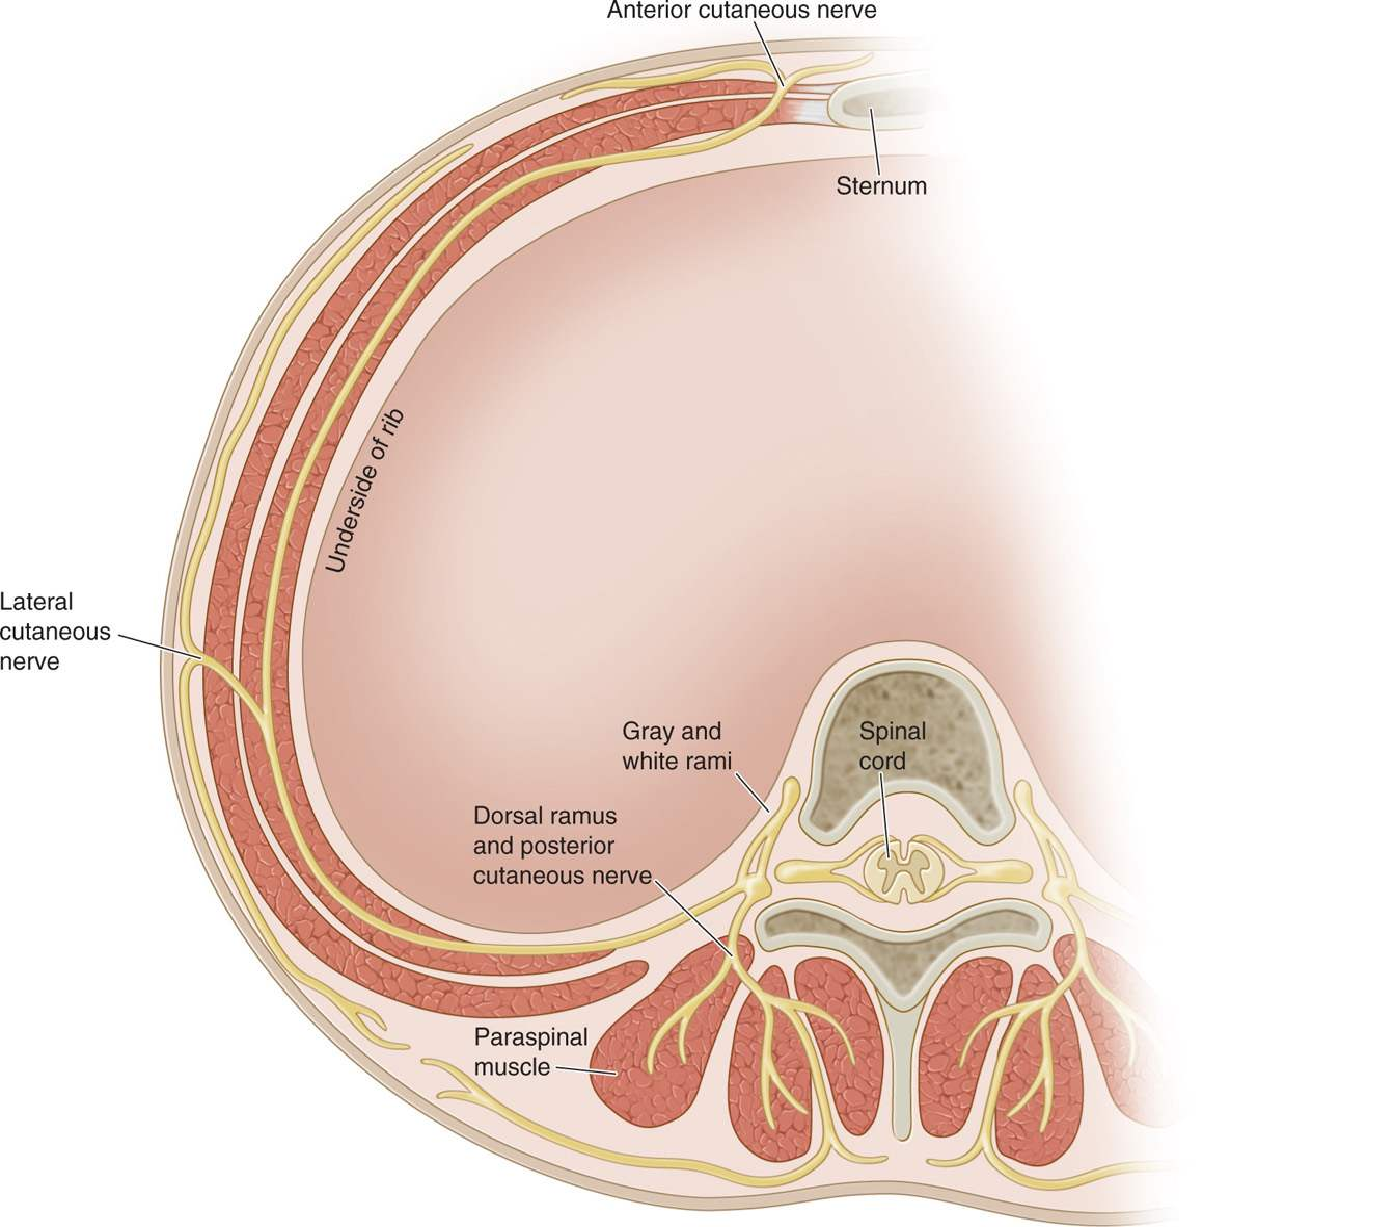 Anterior cutaneous nerve
Sternum
Underside of rib
Lateral
cutaneous
nerve
Gray and
white rami
Spinal
cord
Dorsal ramus
and posterior
cutaneous nerve
Paraspinal
muscle